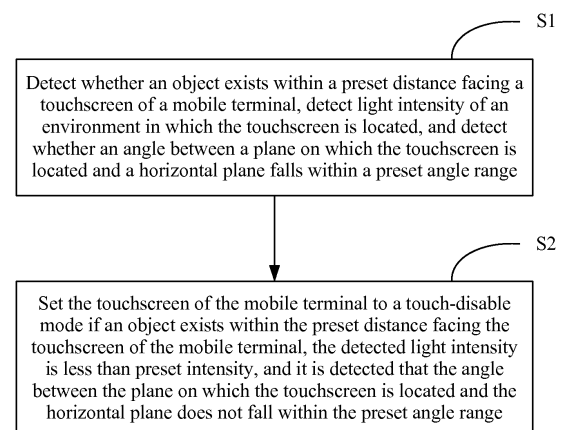 S1
Detect whether an object exists within a preset distance facing a
touchscreen of a mobile terminal, detect light intensity of an
environment in which the touchscreen is located, and detect
whether an angle between a plane on which the touchscreen is
located and a horizontal plane falls within a preset angle range
S2
Set the touchscreen of the mobile terminal to a touch-disable
mode if an object exists within the preset distance facing the
touchscreen of the mobile terminal, the detected light intensity
is less than preset intensity, and it is detected that the angle
between the plane on which the touchscreen is located and the
horizontal plane does not fall within the preset angle range